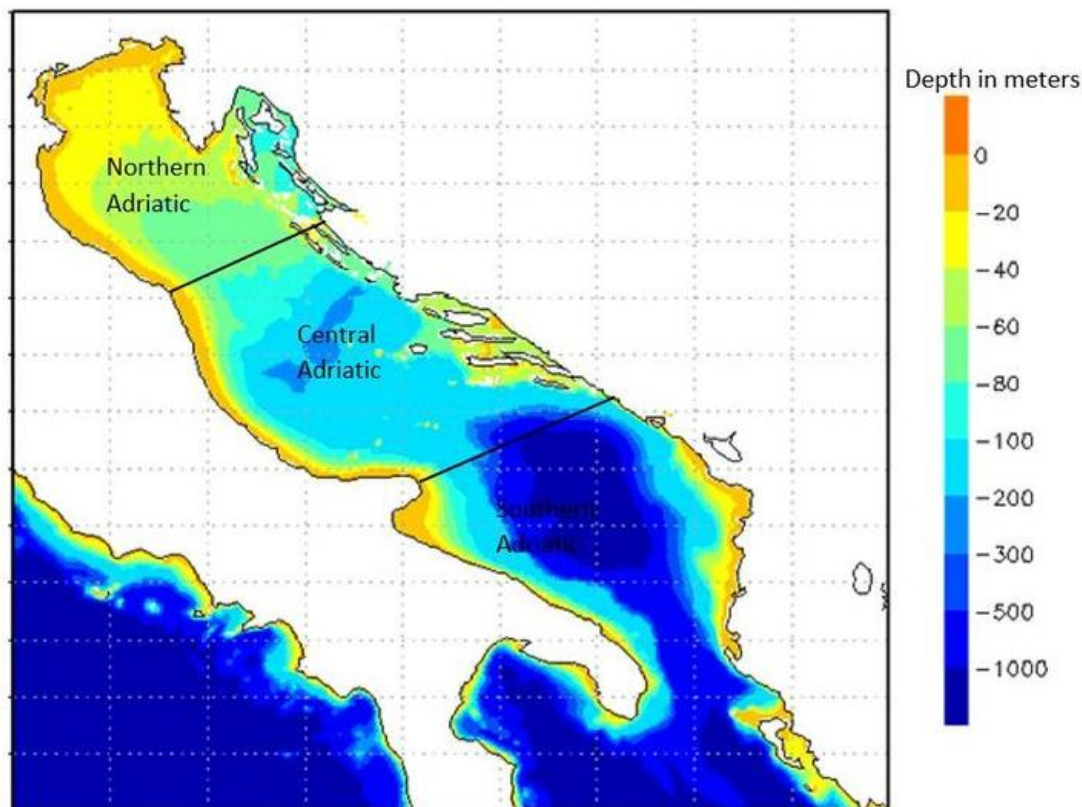 Depth in meters
0
−20
−40
−60
−80
−100
−200
−300
−500
−1000
Northern
Adriatic
Central
Adriatic
Southern
Adriatic